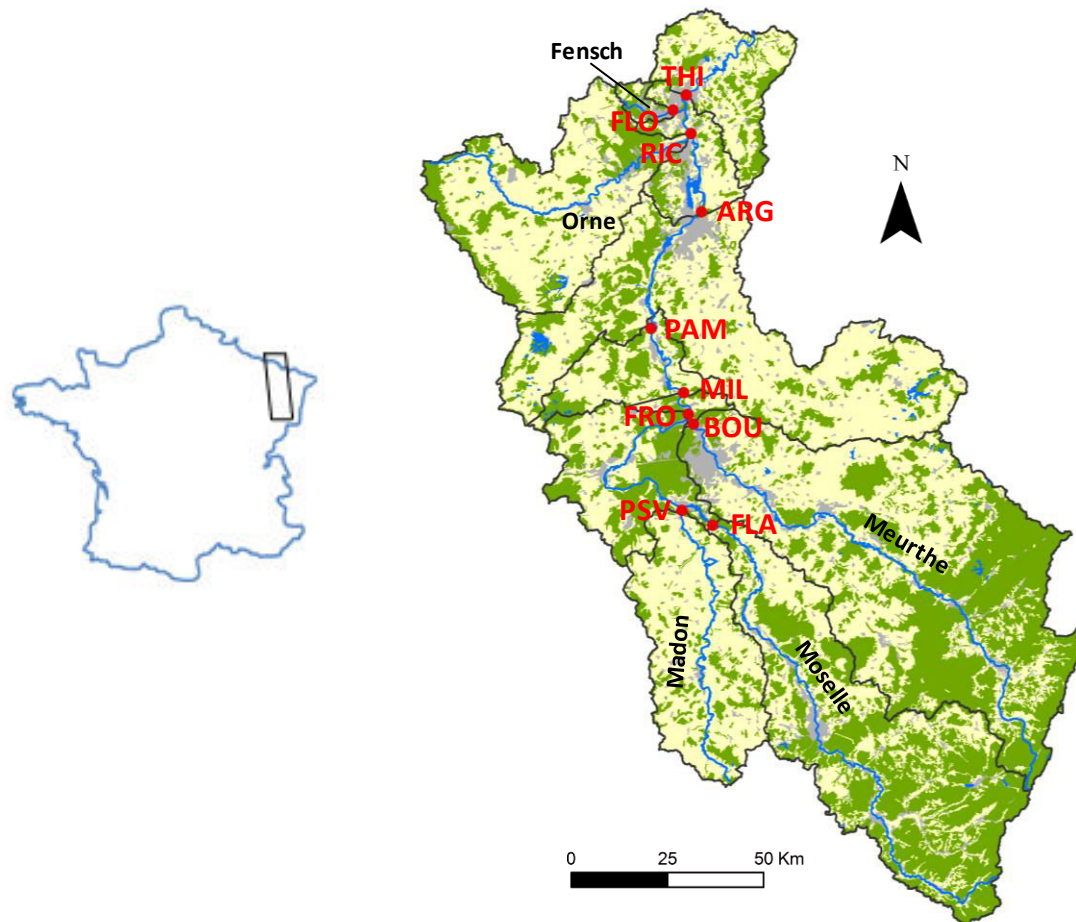 Fensch
THI
FLO
RIC
N
ARG
Orne
PAM
MIL
FRO
BOU
PSV
FLA
Meurthe
Madon
Moselle
0 25 50 Km